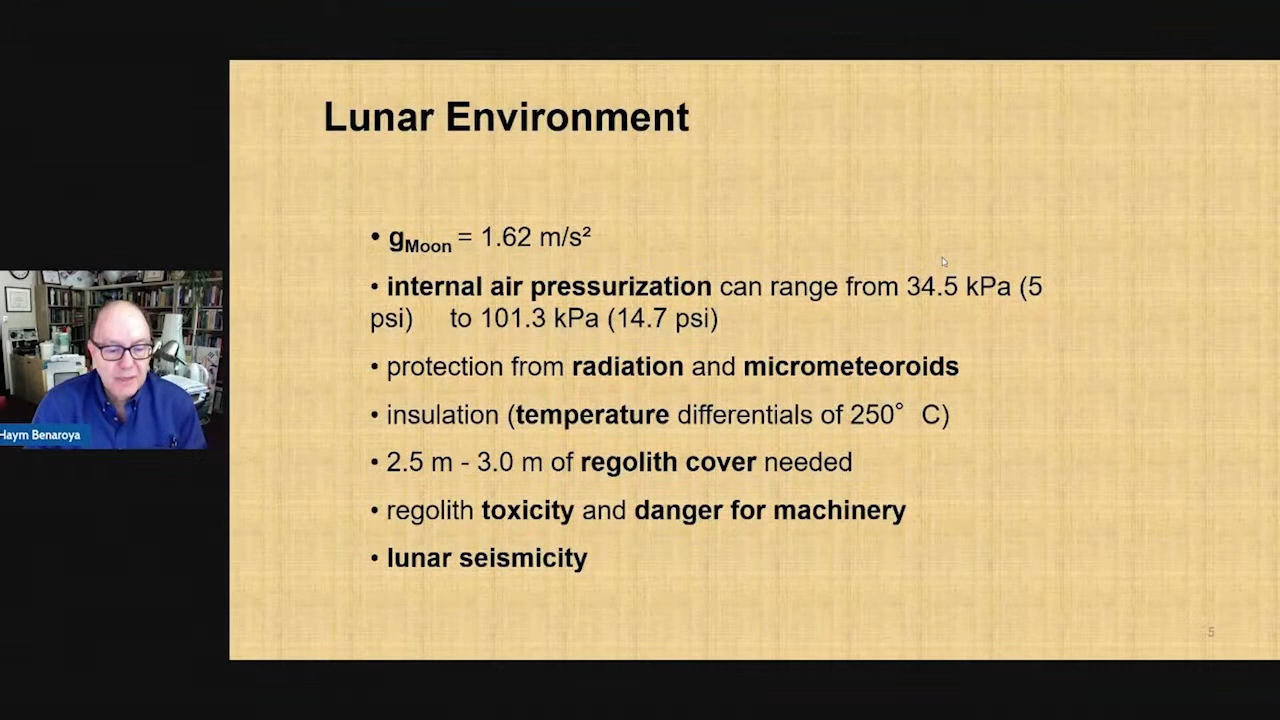 Lunar Environment
• gMoon = 1.62 m/s²
• internal air pressurization can range from 34.5 kPa (5
psi) to 101.3 kPa (14.7 psi)
• protection from radiation and micrometeoroids
• insulation (temperature differentials of 250° C)
• 2.5 m - 3.0 m of regolith cover needed
• regolith toxicity and danger for machinery
• lunar seismicity
Haym Benaroya
5